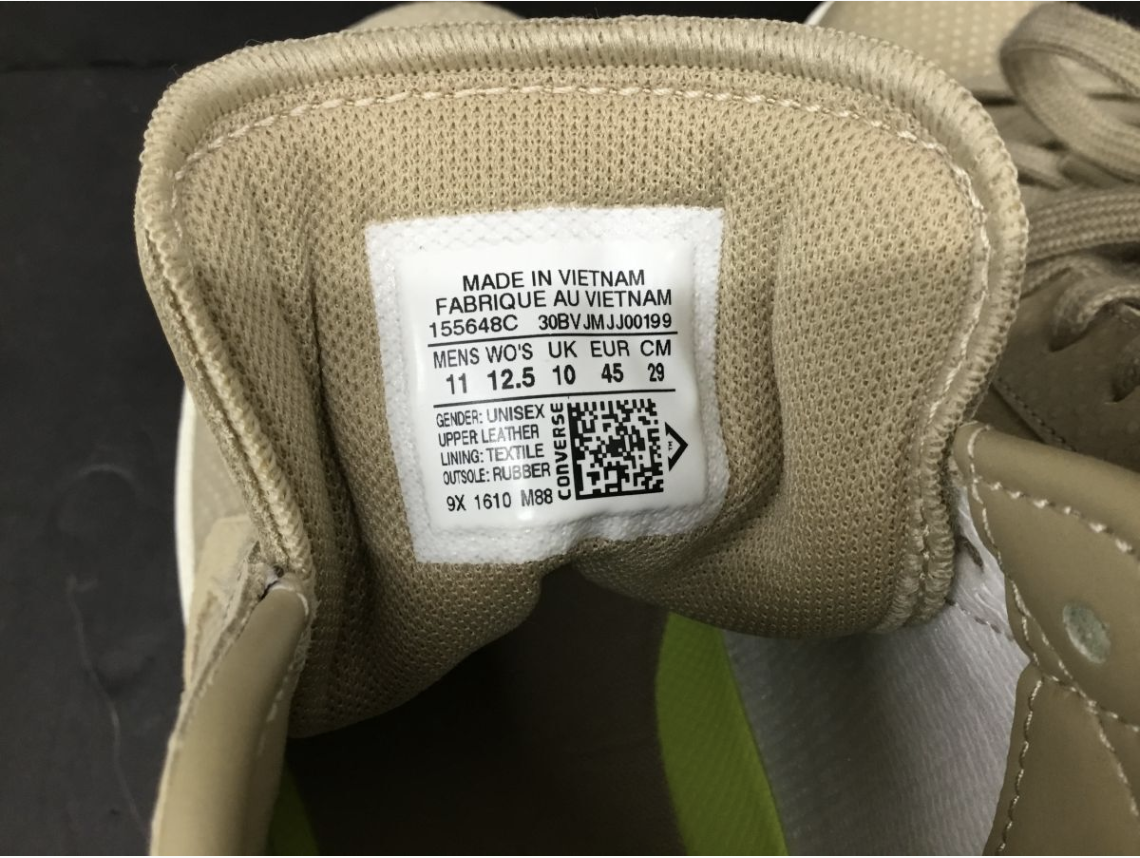 MADE IN VIETNAM
FABRIQUE AU VIETNAM
155648C 30BVJMJJ00199
MENS WO'S UK EUR CM
11 12.5 10 45 29
GENDER: UNISEX
UPPER LEATHER
LINING: TEXTILE
OUTSOLE: RUBBER
CONVERSE
9X 1610 M88